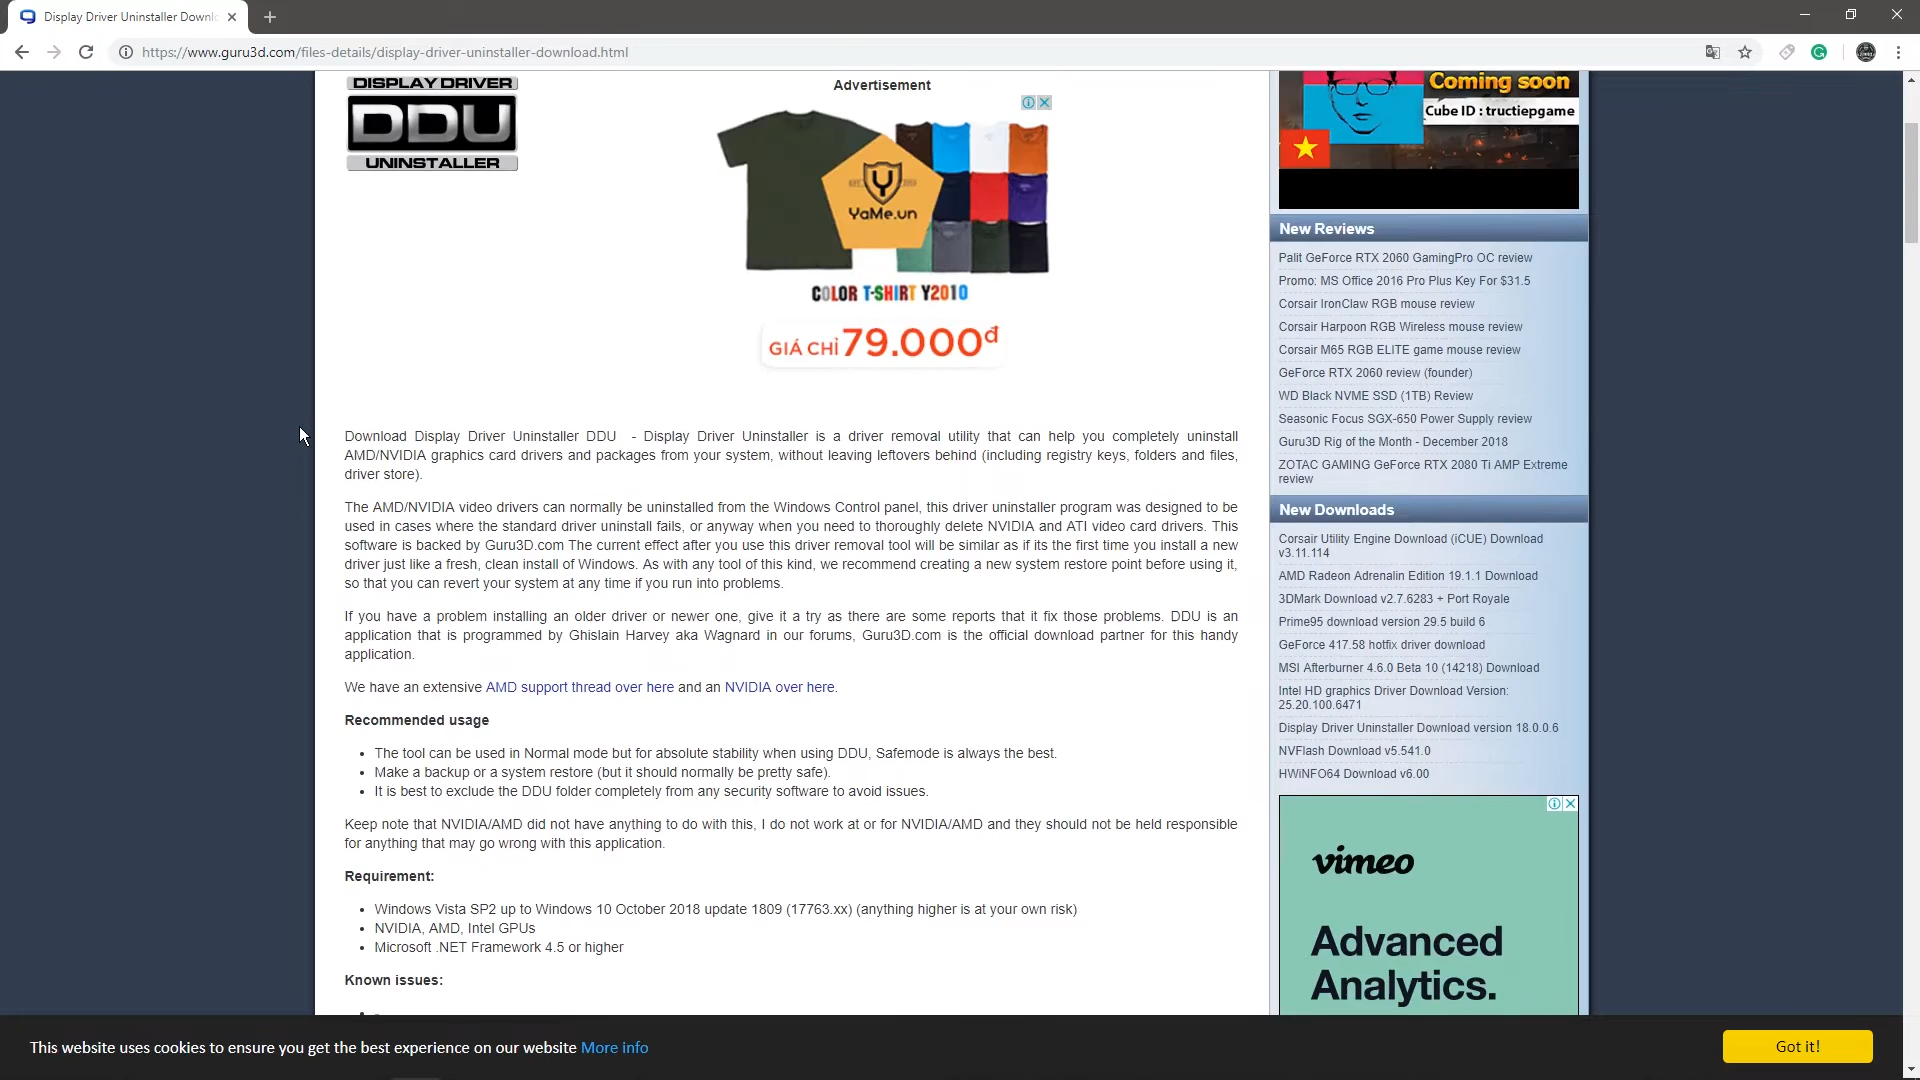 Display Driver Uninstaller Downl
https://www.guru3d.com/files-details/display-driver-uninstaller-download.html
DISPLAY DRIVER
DDU
UNINSTALLER
Advertisement
YaMe.vn
COLOR T-SHIRT Y2010
GIÁ CHỈ 79.000đ
Download Display Driver Uninstaller DDU - Display Driver Uninstaller is a driver removal utility that can help you completely uninstall
AMD/NVIDIA graphics card drivers and packages from your system, without leaving leftovers behind (including registry keys, folders and files,
driver store).
The AMD/NVIDIA video drivers can normally be uninstalled from the Windows Control panel, this driver uninstaller program was designed to be
used in cases where the standard driver uninstall fails, or anyway when you need to thoroughly delete NVIDIA and ATI video card drivers. This
software is backed by Guru3D.com The current effect after you use this driver removal tool will be similar as if its the first time you install a new
driver just like a fresh, clean install of Windows. As with any tool of this kind, we recommend creating a new system restore point before using it,
so that you can revert your system at any time if you run into problems.
If you have a problem installing an older driver or newer one, give it a try as there are some reports that it fix those problems. DDU is an
application that is programmed by Ghislain Harvey aka Wagnard in our forums, Guru3D.com is the official download partner for this handy
application.
We have an extensive AMD support thread over here and an NVIDIA over here.
Recommended usage
• The tool can be used in Normal mode but for absolute stability when using DDU, Safemode is always the best.
• Make a backup or a system restore (but it should normally be pretty safe).
• It is best to exclude the DDU folder completely from any security software to avoid issues.
Keep note that NVIDIA/AMD did not have anything to do with this, I do not work at or for NVIDIA/AMD and they should not be held responsible
for anything that may go wrong with this application.
Requirement:
• Windows Vista SP2 up to Windows 10 October 2018 update 1809 (17763.xx) (anything higher is at your own risk)
• NVIDIA, AMD, Intel GPUs
• Microsoft .NET Framework 4.5 or higher
Known issues:
Coming soon
Cube ID : tructiepgame
New Reviews
Palit GeForce RTX 2060 GamingPro OC review
Promo: MS Office 2016 Pro Plus Key For $31.5
Corsair IronClaw RGB mouse review
Corsair Harpoon RGB Wireless mouse review
Corsair M65 RGB ELITE game mouse review
GeForce RTX 2060 review (founder)
WD Black NVME SSD (1TB) Review
Seasonic Focus SGX-650 Power Supply review
Guru3D Rig of the Month - December 2018
ZOTAC GAMING GeForce RTX 2080 Ti AMP Extreme
review
New Downloads
Corsair Utility Engine Download (iCUE) Download
v3.11.114
AMD Radeon Adrenalin Edition 19.1.1 Download
3DMark Download v2.7.6283 + Port Royale
Prime95 download version 29.5 build 6
GeForce 417.58 hotfix driver download
MSI Afterburner 4.6.0 Beta 10 (14218) Download
Intel HD graphics Driver Download Version:
25.20.100.6471
Display Driver Uninstaller Download version 18.0.0.6
NVFlash Download v5.541.0
HWiNFO64 Download v6.00
vimeo
Advanced
Analytics.
This website uses cookies to ensure you get the best experience on our website More info
Got it!